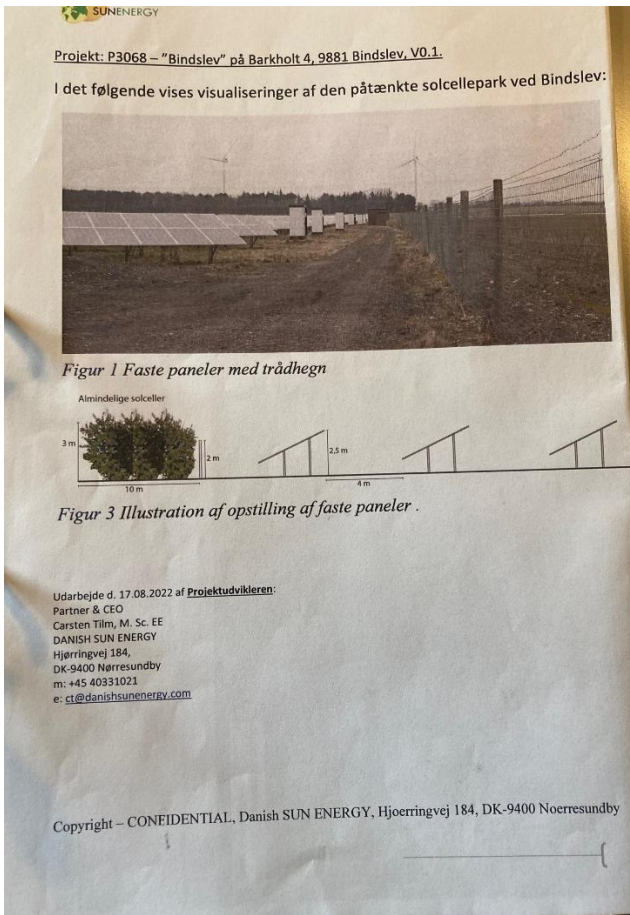 SUNENERGY
Projekt: P3068 – "Bindslev" på Barkholt 4, 9881 Bindslev, V0.1.
I det følgende vises visualiseringer af den påtænkte solcellepark ved Bindslev:
Figur 1 Faste paneler med trådhegn
Almindelige solceller
3 m
2 m
2,5 m
10 m
4 m
Figur 3 Illustration af opstilling af faste paneler .
Udarbejde d. 17.08.2022 af Projektudvikleren:
Partner & CEO
Carsten Tilm, M. Sc. EE
DANISH SUN ENERGY
Hjørringvej 184,
DK-9400 Nørresundby
m: +45 40331021
e: ct@danishsunenergy.com
Copyright – CONFIDENTIAL, Danish SUN ENERGY, Hjoerringvej 184, DK-9400 Noerresundby